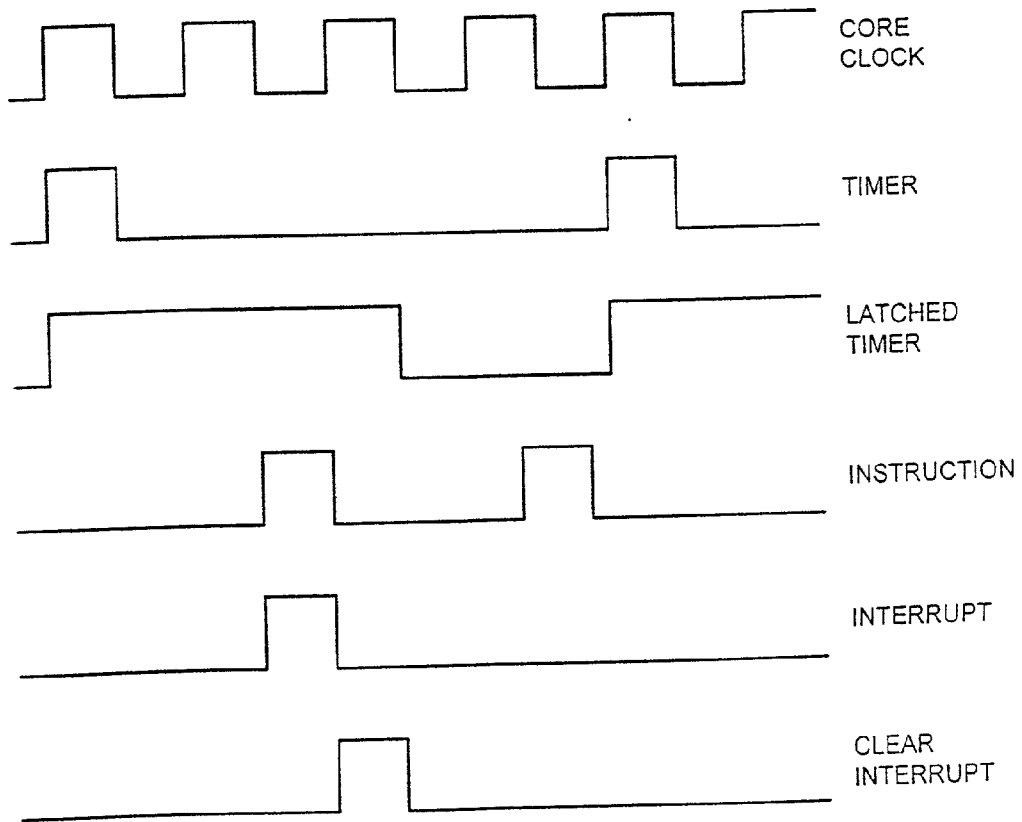 CORE
CLOCK
TIMER
LATCHED
TIMER
INSTRUCTION
INTERRUPT
CLEAR
INTERRUPT